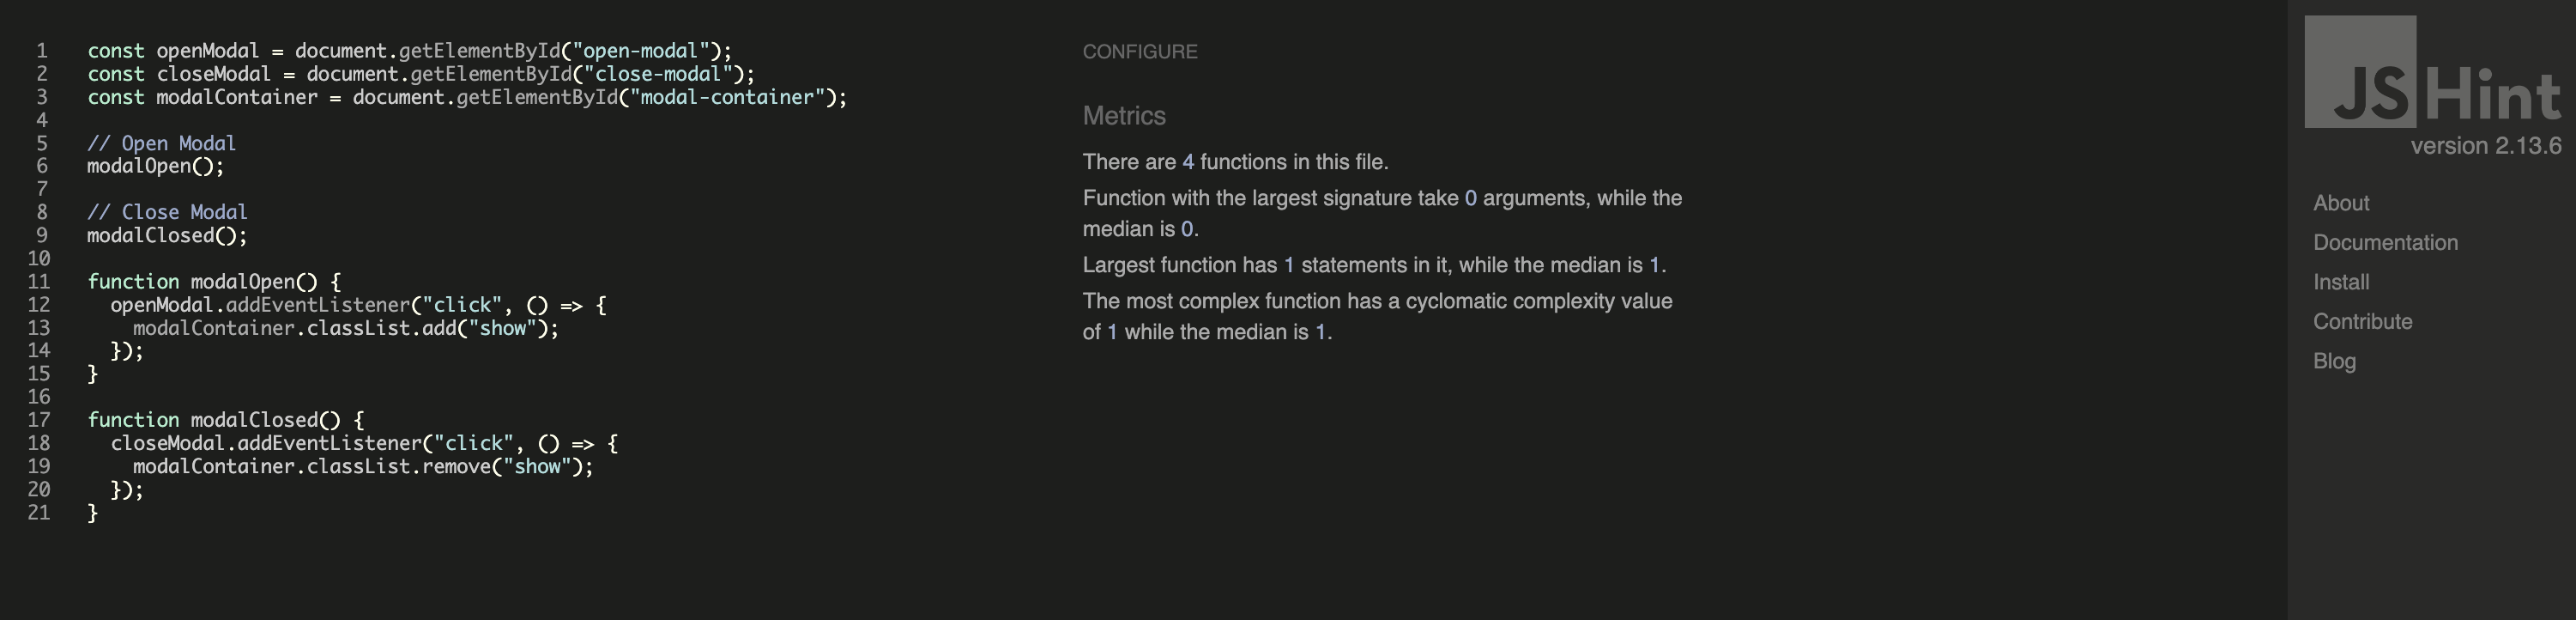 1 const openModal = document.getElementById("open-modal");
2 const closeModal = document.getElementById("close-modal");
3 const modalContainer = document.getElementById("modal-container");
4
5 // Open Modal
6 modalOpen();
7
8 // Close Modal
9 modalClosed();
10
11 function modalOpen() {
12   openModal.addEventListener("click", () => {
13     modalContainer.classList.add("show");
14   });
15 }
16
17 function modalClosed() {
18   closeModal.addEventListener("click", () => {
19     modalContainer.classList.remove("show");
20   });
21 }
CONFIGURE
Metrics
There are 4 functions in this file.
Function with the largest signature take 0 arguments, while the
median is 0.
Largest function has 1 statements in it, while the median is 1.
The most complex function has a cyclomatic complexity value
of 1 while the median is 1.
JSHint
version 2.13.6
About
Documentation
Install
Contribute
Blog